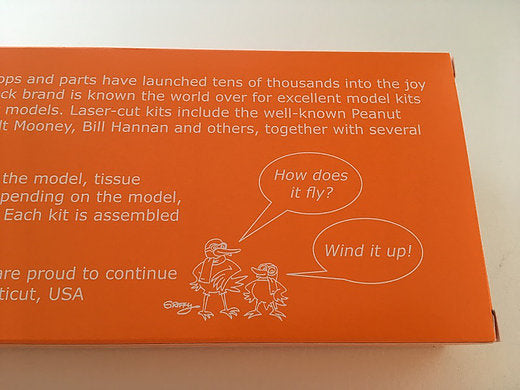 ops and parts have launched tens of thousands into the joy
ck brand is known the world over for excellent model kits
models. Laser-cut kits include the well-known Peanut
lt Mooney, Bill Hannan and others, together with several
the model, tissue
pending on the model,
Each kit is assembled
are proud to continue
ticut, USA
How does
it fly?
Wind it up!